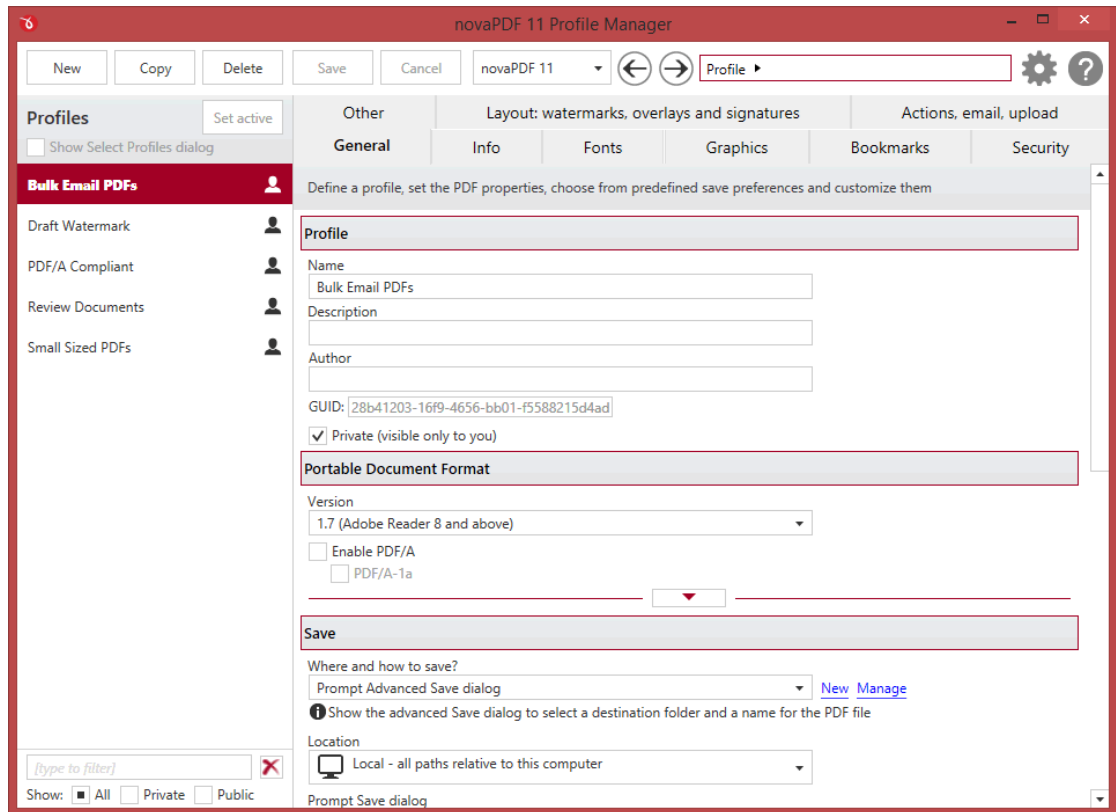 novaPDF 11 Profile Manager
New Copy Delete Save Cancel novaPDF 11 Profile
Profiles Set active
Show Select Profiles dialog
Bulk Email PDFs
Draft Watermark
PDF/A Compliant
Review Documents
Small Sized PDFs
[type to filter]
Show: All Private Public
Other Layout: watermarks, overlays and signatures Actions, email, upload
General Info Fonts Graphics Bookmarks Security
Define a profile, set the PDF properties, choose from predefined save preferences and customize them
Profile
Name
Bulk Email PDFs
Description
Author
GUID: 28b41203-16f9-4656-bb01-f5588215d4ad
Private (visible only to you)
Portable Document Format
Version
1.7 (Adobe Reader 8 and above)
Enable PDF/A
PDF/A-1a
Save
Where and how to save?
Prompt Advanced Save dialog New Manage
Show the advanced Save dialog to select a destination folder and a name for the PDF file
Location
Local - all paths relative to this computer
Prompt Save dialog